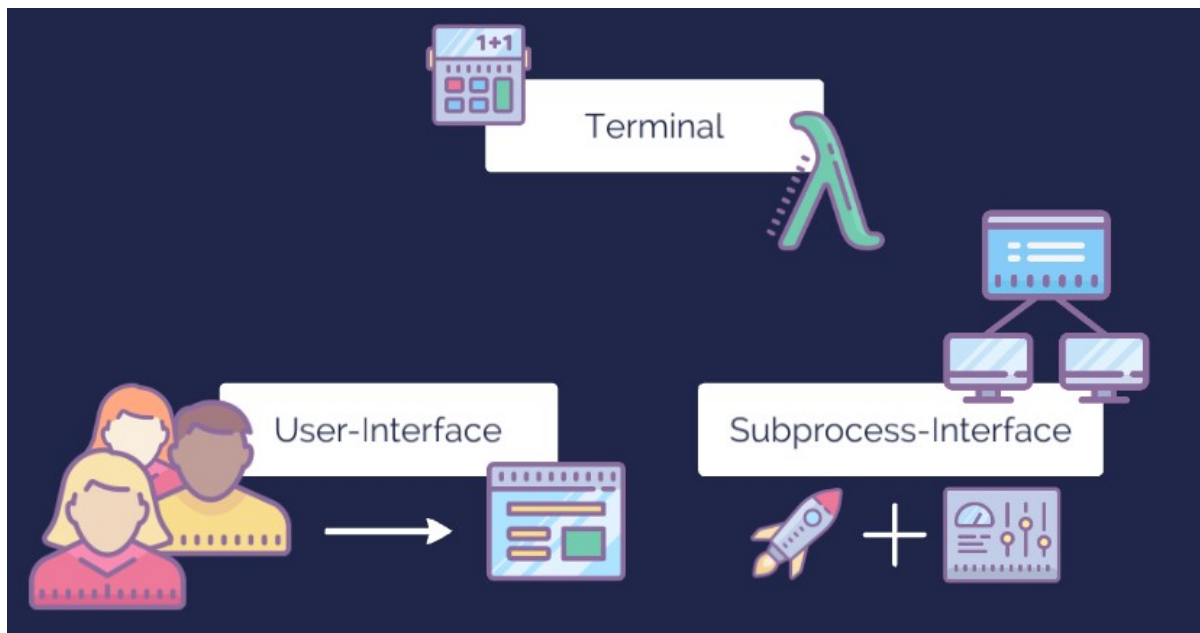 1+1
Terminal
λ
User-Interface
Subprocess-Interface